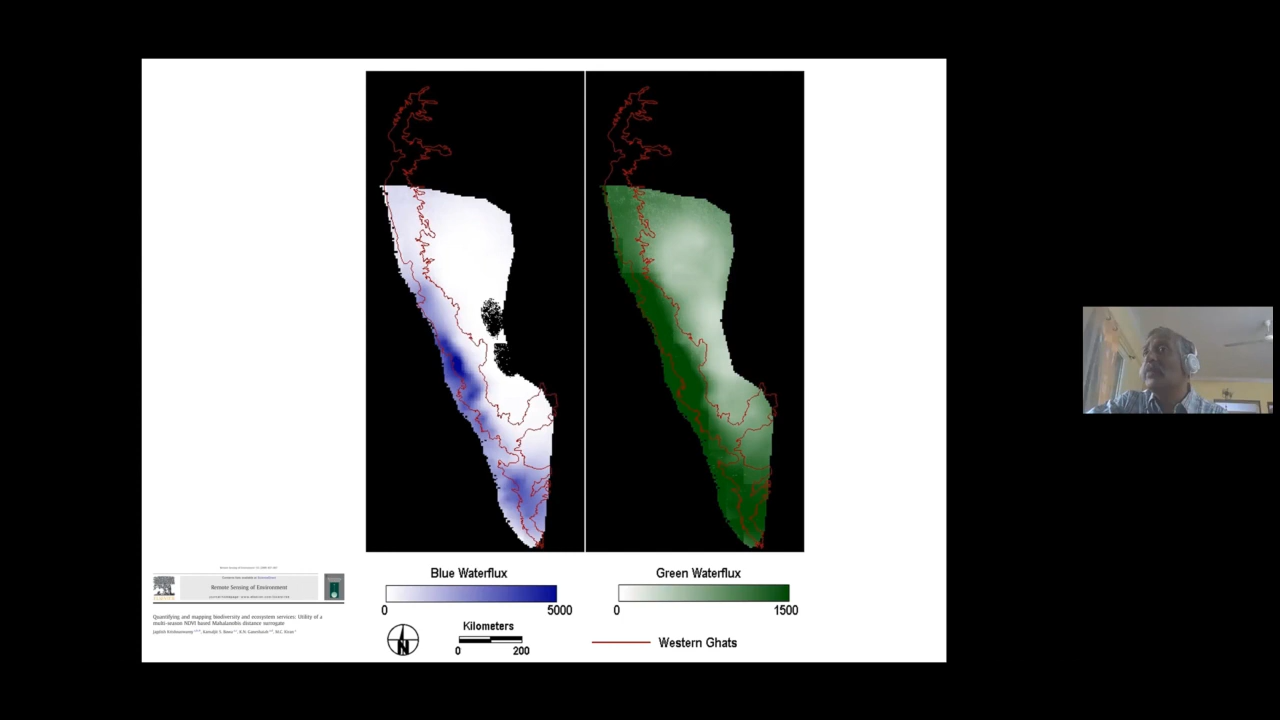 Blue Waterflux
0
5000
Green Waterflux
0
1500
Kilometers
0
200
N
Western Ghats
Remote Sensing of Environment
Quantifying and mapping biodiversity and ecosystem services: Utility of a
multi-season NDVI based Mahalanobis distance surrogate